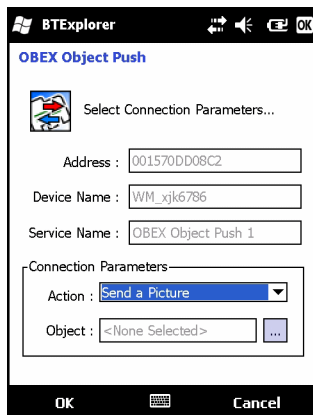 BTExplorer OK
OBEX Object Push
Select Connection Parameters...
Address : 001570DD08C2
Device Name : WM_xjk6786
Service Name : OBEX Object Push 1
Connection Parameters
Action : Send a Picture
Object : <None Selected> ...
OK Cancel